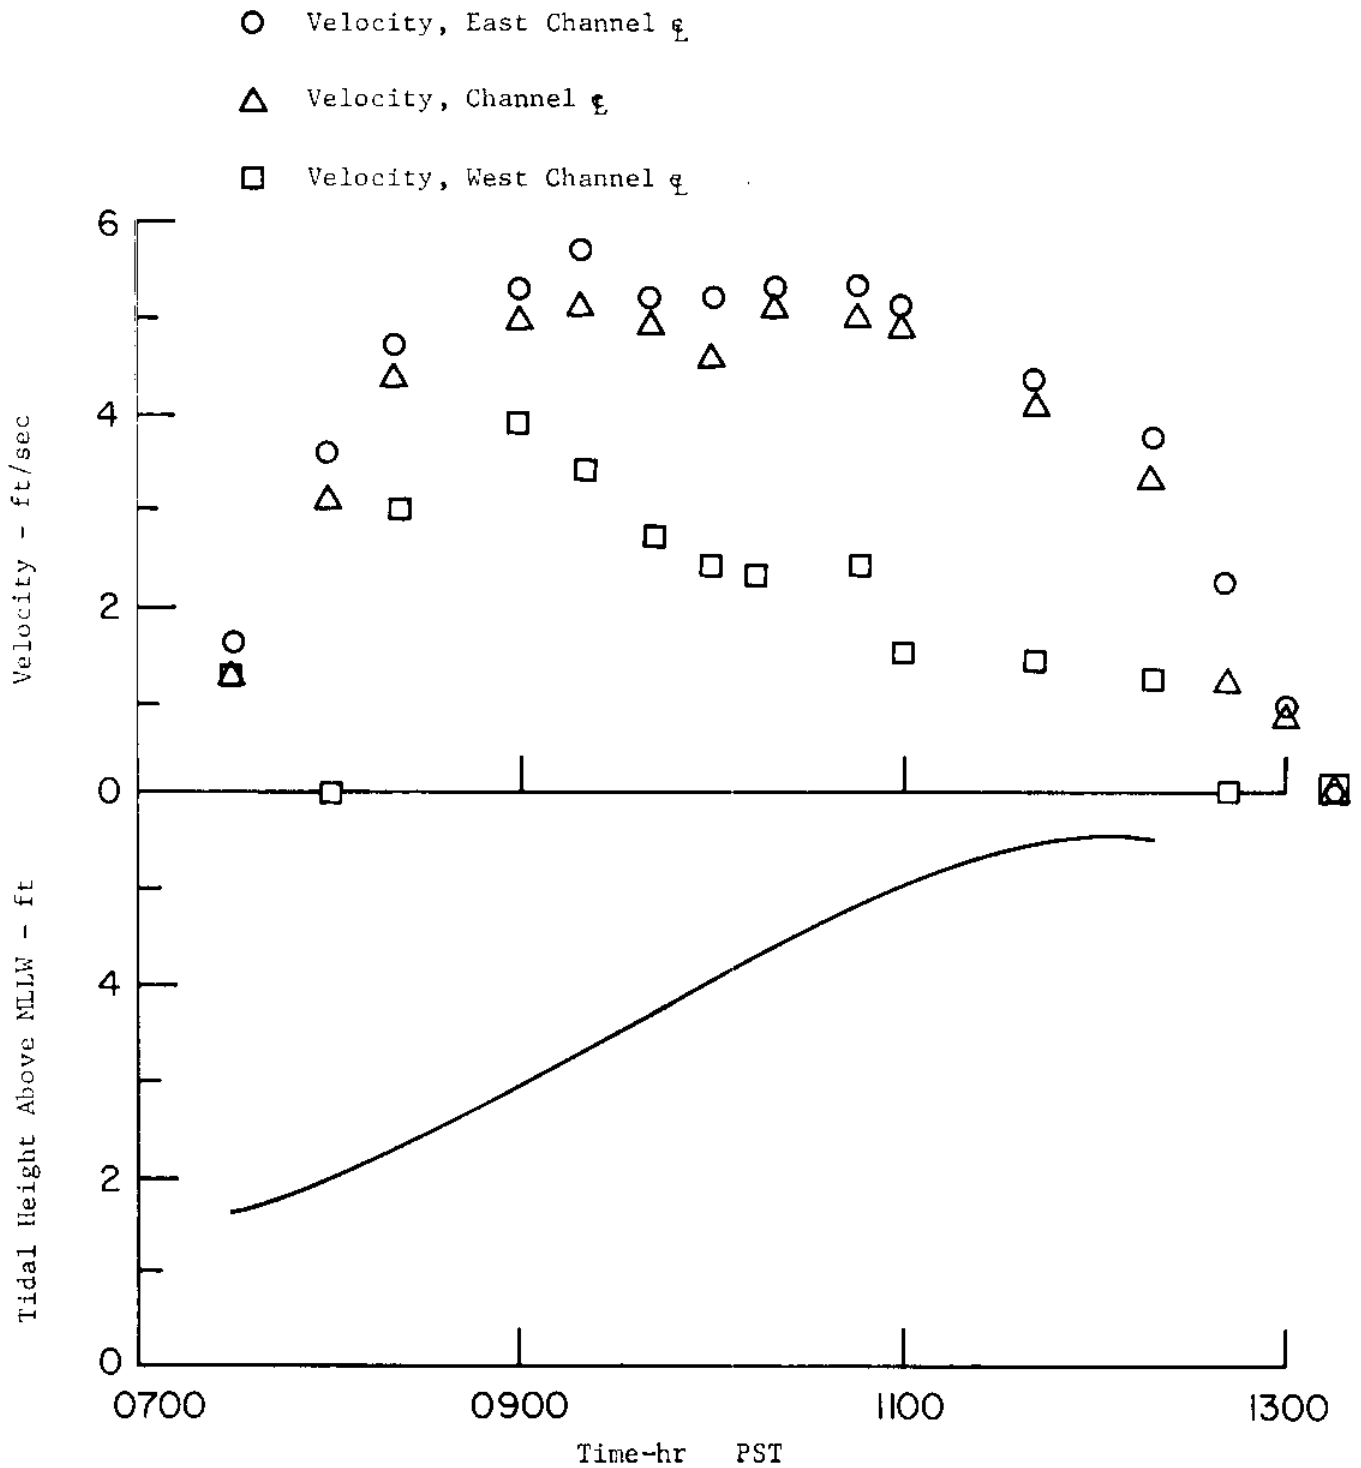 Velocity, East Channel ℄
Velocity, Channel ℄
Velocity, West Channel ℄
6
4
2
0
Velocity - ft/sec
4
2
0
Tidal Height Above MLLW - ft
0700 0900 1100 1300
Time-hr PST